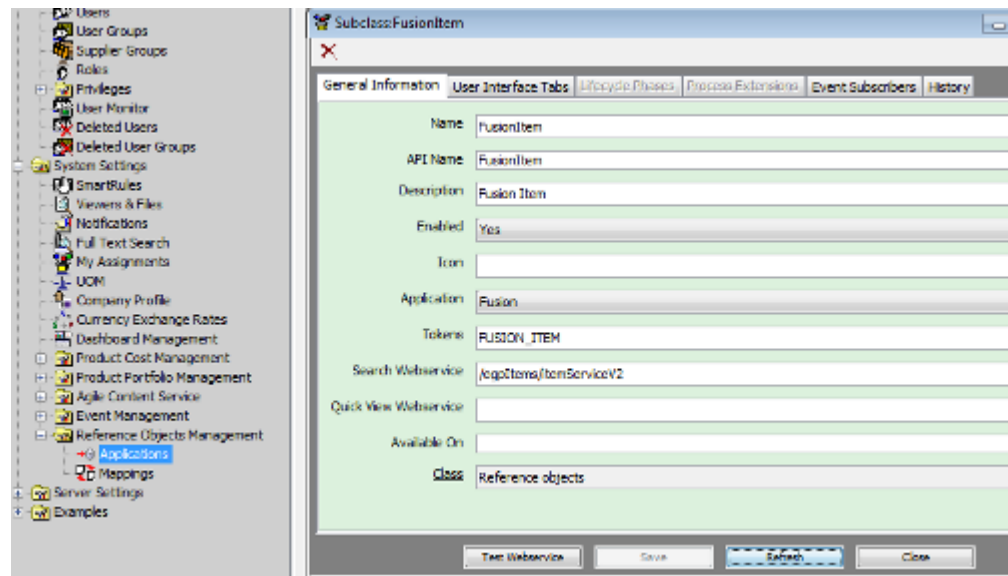 Users
User Groups
Supplier Groups
Roles
Privileges
User Monitor
Deleted Users
Deleted User Groups
System Settings
SmartRules
Viewers & Files
Notifications
Full Text Search
My Assignments
UOM
Company Profile
Currency Exchange Rates
Dashboard Management
Product Cost Management
Product Portfolio Management
Agile Content Service
Event Management
Reference Objects Management
Applications
Mappings
Server Settings
Examples
Subclass:FusionItem
General Information User Interface Tabs Lifecycle Phases Process Extensions Event Subscribers History
Name FusionItem
API Name FusionItem
Description Fusion Item
Enabled Yes
Icon
Application Fusion
Tokens FUSION_ITEM
Search Webservice /egpItems/itemServiceV2
Quick View Webservice
Available On
Class Reference objects
Test Webservice Save Refresh Close